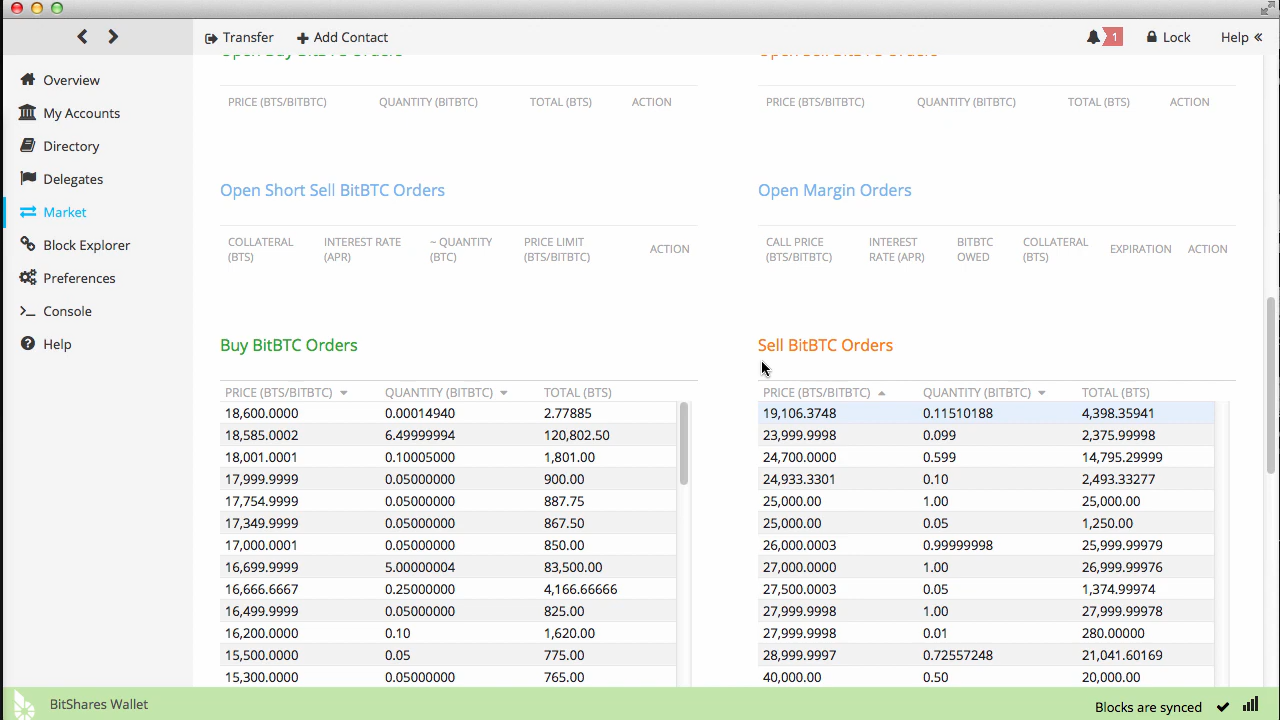 Transfer
Add Contact
1
Lock
Help
Overview
My Accounts
Directory
Delegates
Market
Block Explorer
Preferences
Console
Help
Open Buy BitBTC Orders
PRICE (BTS/BITBTC) QUANTITY (BITBTC) TOTAL (BTS) ACTION
Open Sell BitBTC Orders
PRICE (BTS/BITBTC) QUANTITY (BITBTC) TOTAL (BTS) ACTION
Open Short Sell BitBTC Orders
COLLATERAL (BTS) INTEREST RATE (APR) ~ QUANTITY (BTC) PRICE LIMIT (BTS/BITBTC) ACTION
Open Margin Orders
CALL PRICE (BTS/BITBTC) INTEREST RATE (APR) BITBTC OWED COLLATERAL (BTS) EXPIRATION ACTION
Buy BitBTC Orders
PRICE (BTS/BITBTC) QUANTITY (BITBTC) TOTAL (BTS)
18,600.0000 0.00014940 2.77885
18,585.0002 6.49999994 120,802.50
18,001.0001 0.10005000 1,801.00
17,999.9999 0.05000000 900.00
17,754.9999 0.05000000 887.75
17,349.9999 0.05000000 867.50
17,000.0001 0.05000000 850.00
16,699.9999 5.00000004 83,500.00
16,666.6667 0.25000000 4,166.66666
16,499.9999 0.05000000 825.00
16,200.0000 0.10 1,620.00
15,500.0000 0.05 775.00
15,300.0000 0.05000000 765.00
Sell BitBTC Orders
PRICE (BTS/BITBTC) QUANTITY (BITBTC) TOTAL (BTS)
19,106.3748 0.11510188 4,398.35941
23,999.9998 0.099 2,375.99998
24,700.0000 0.599 14,795.29999
24,933.3301 0.10 2,493.33277
25,000.00 1.00 25,000.00
25,000.00 0.05 1,250.00
26,000.0003 0.99999998 25,999.99979
27,000.0000 1.00 26,999.99976
27,500.0003 0.05 1,374.99974
27,999.9998 1.00 27,999.99978
27,999.9998 0.01 280.00000
28,999.9997 0.72557248 21,041.60169
40,000.00 0.50 20,000.00
BitShares Wallet
Blocks are synced